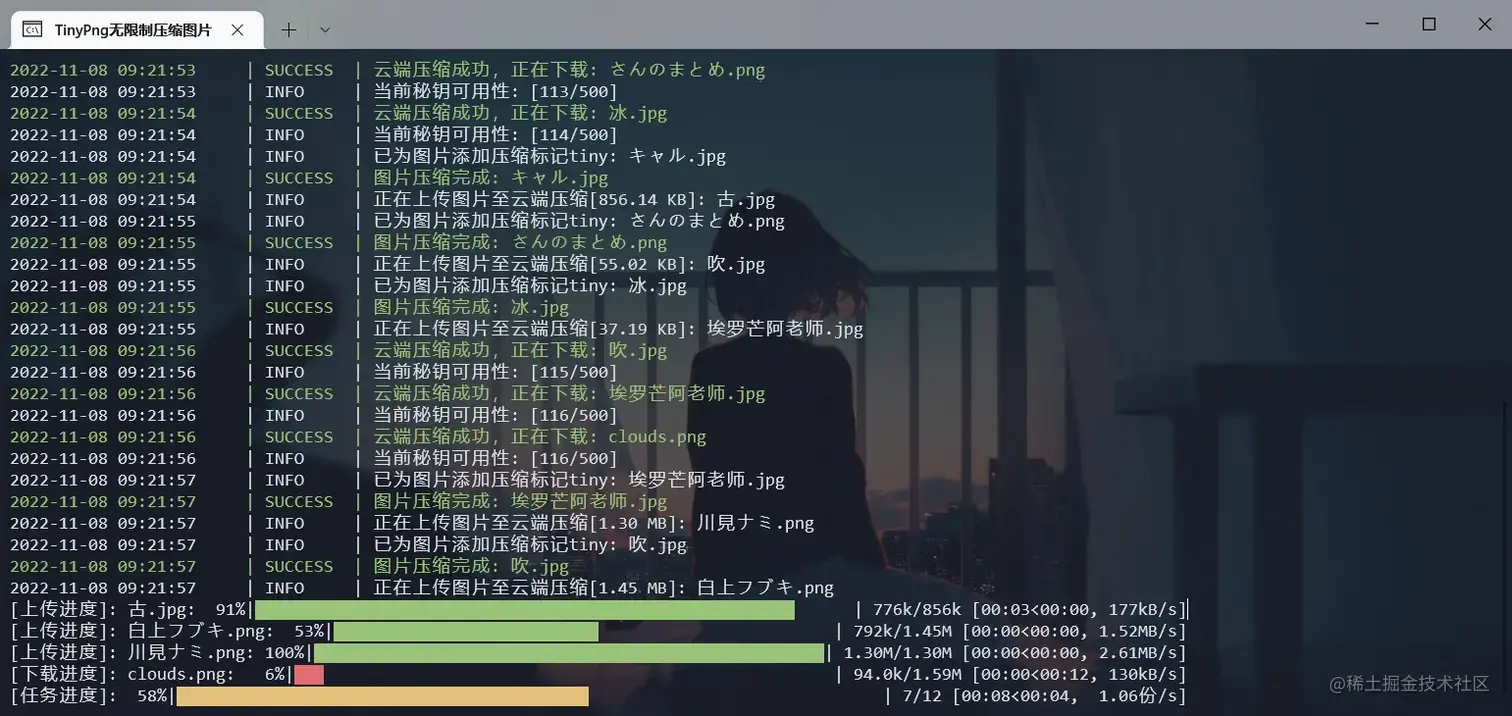 TinyPng无限制压缩图片
2022-11-08 09:21:53 | SUCCESS | 云端压缩成功, 正在下载: さんのまとめ.png
2022-11-08 09:21:53 | INFO | 当前秘钥可用性: [113/500]
2022-11-08 09:21:54 | SUCCESS | 云端压缩成功, 正在下载: 冰.jpg
2022-11-08 09:21:54 | INFO | 当前秘钥可用性: [114/500]
2022-11-08 09:21:54 | INFO | 已为图片添加压缩标记tiny: キャル.jpg
2022-11-08 09:21:54 | SUCCESS | 图片压缩完成: キャル.jpg
2022-11-08 09:21:54 | INFO | 正在上传图片至云端压缩[856.14 KB]: 古.jpg
2022-11-08 09:21:55 | INFO | 已为图片添加压缩标记tiny: さんのまとめ.png
2022-11-08 09:21:55 | SUCCESS | 图片压缩完成: さんのまとめ.png
2022-11-08 09:21:55 | INFO | 正在上传图片至云端压缩[55.02 KB]: 吹.jpg
2022-11-08 09:21:55 | INFO | 已为图片添加压缩标记tiny: 冰.jpg
2022-11-08 09:21:55 | SUCCESS | 图片压缩完成: 冰.jpg
2022-11-08 09:21:55 | INFO | 正在上传图片至云端压缩[37.19 KB]: 埃罗芒阿老师.jpg
2022-11-08 09:21:56 | SUCCESS | 云端压缩成功, 正在下载: 吹.jpg
2022-11-08 09:21:56 | INFO | 当前秘钥可用性: [115/500]
2022-11-08 09:21:56 | SUCCESS | 云端压缩成功, 正在下载: 埃罗芒阿老师.jpg
2022-11-08 09:21:56 | INFO | 当前秘钥可用性: [116/500]
2022-11-08 09:21:56 | SUCCESS | 云端压缩成功, 正在下载: clouds.png
2022-11-08 09:21:56 | INFO | 当前秘钥可用性: [116/500]
2022-11-08 09:21:57 | INFO | 已为图片添加压缩标记tiny: 埃罗芒阿老师.jpg
2022-11-08 09:21:57 | SUCCESS | 图片压缩完成: 埃罗芒阿老师.jpg
2022-11-08 09:21:57 | INFO | 正在上传图片至云端压缩[1.30 MB]: 川見ナミ.png
2022-11-08 09:21:57 | INFO | 已为图片添加压缩标记tiny: 吹.jpg
2022-11-08 09:21:57 | SUCCESS | 图片压缩完成: 吹.jpg
2022-11-08 09:21:57 | INFO | 正在上传图片至云端压缩[1.45 MB]: 白上フブキ.png
[上传进度]: 古.jpg: 91%| | 776k/856k [00:03<00:00, 177kB/s]
[上传进度]: 白上フブキ.png: 53%| | 792k/1.45M [00:00<00:00, 1.52MB/s]
[上传进度]: 川見ナミ.png: 100%| | 1.30M/1.30M [00:00<00:00, 2.61MB/s]
[下载进度]: clouds.png: 6%| | 94.0k/1.59M [00:00<00:12, 130kB/s]
[任务进度]: 58%| | 7/12 [00:08<00:04, 1.06份/s]
@稀土掘金技术社区